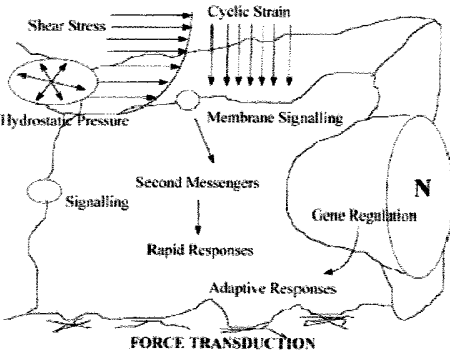 Cyclic Strain
Shear Stress
Hydrostatic Pressure
Membrane Signalling
Second Messengers
N
Signalling
Gene Regulation
Rapid Responses
Adaptive Responses
FORCE TRANSDUCTION